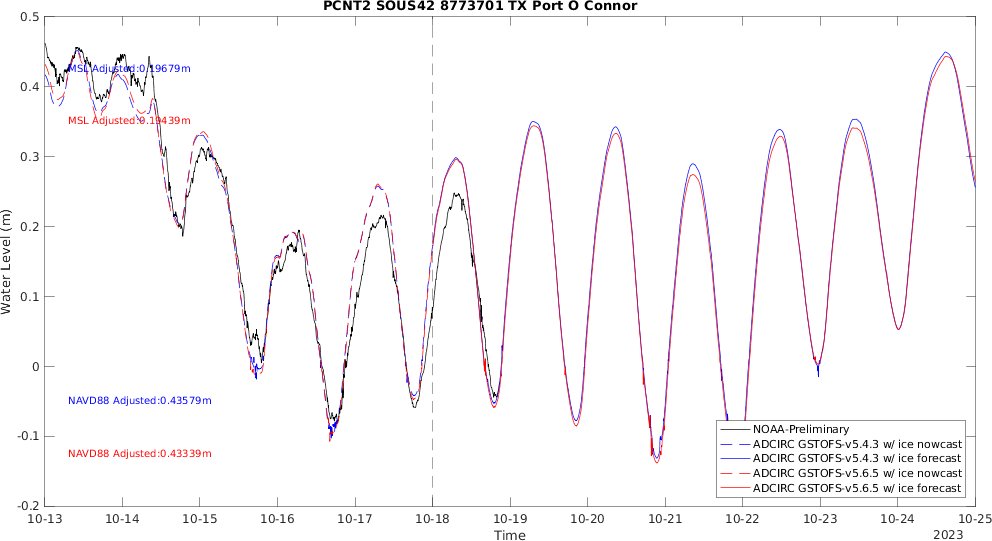 PCNT2 SOUS42 8773701 TX Port O Connor
0.5
0.4
0.3
0.2
0.1
0
-0.1
-0.2
Water Level (m)
MSL Adjusted:0.19679m
MSL Adjusted:0.19439m
NAVD88 Adjusted:0.43579m
NAVD88 Adjusted:0.43339m
NOAA-Preliminary
ADCIRC GSTOFS-v5.4.3 w/ ice nowcast
ADCIRC GSTOFS-v5.4.3 w/ ice forecast
ADCIRC GSTOFS-v5.6.5 w/ ice nowcast
ADCIRC GSTOFS-v5.6.5 w/ ice forecast
10-13 10-14 10-15 10-16 10-17 10-18 10-19 10-20 10-21 10-22 10-23 10-24 10-25
Time
2023